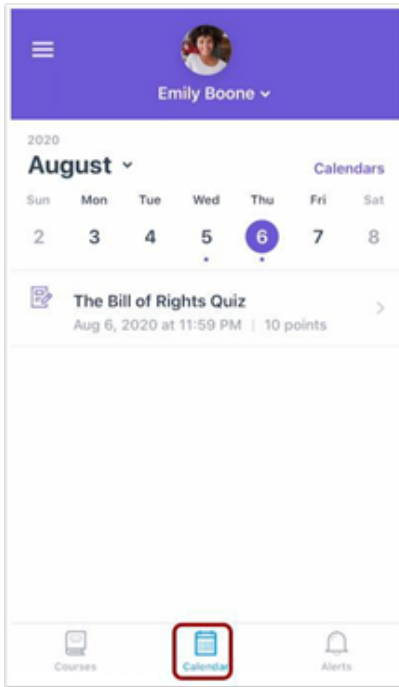 Emily Boone
2020
August
Calendars
Sun Mon Tue Wed Thu Fri Sat
2 3 4 5 6 7 8
The Bill of Rights Quiz
Aug 6, 2020 at 11:59 PM | 10 points
Courses Calendar Alerts